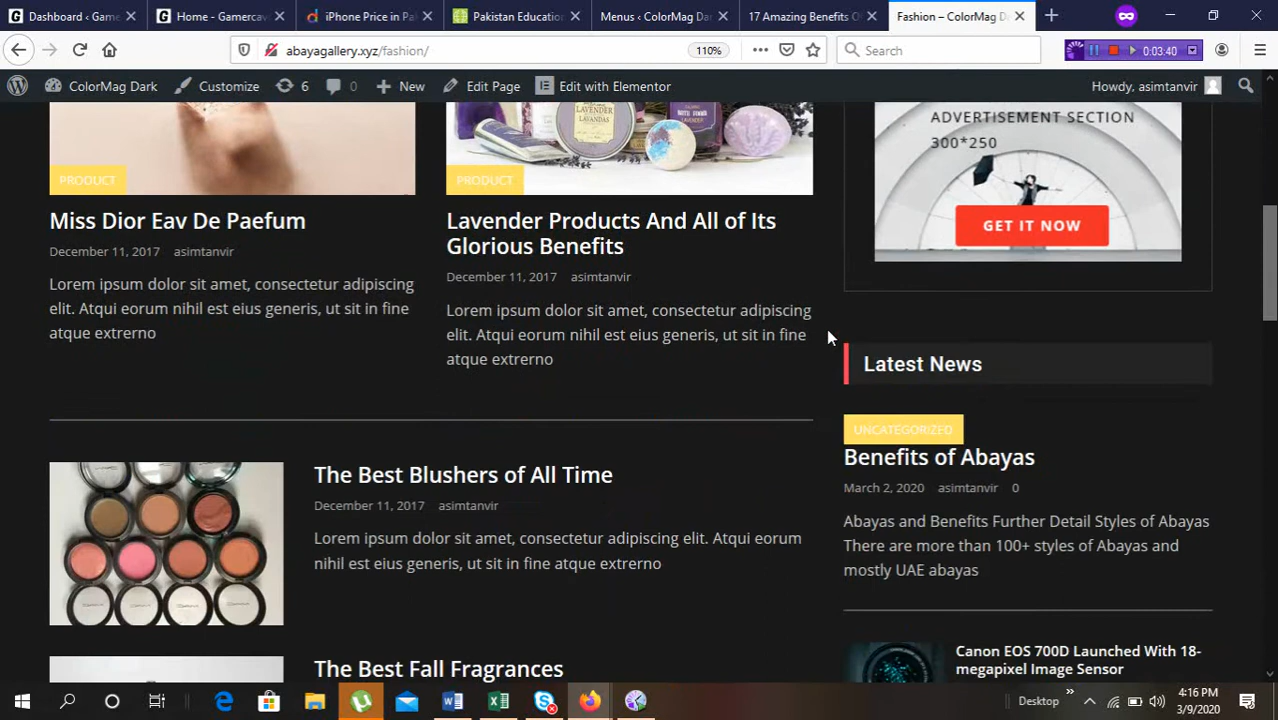 Dashboard ‹ Game
Home - Gamercav
iPhone Price in Pa
Pakistan Education
Menus ‹ ColorMag Da
17 Amazing Benefits O
Fashion – ColorMag D
abayagallery.xyz/fashion/
110%
Search
0:03:40
ColorMag Dark
Customize
6
0
New
Edit Page
Edit with Elementor
Howdy, asimtanvir
PRODUCT
Miss Dior Eav De Paefum
December 11, 2017 asimtanvir
Lorem ipsum dolor sit amet, consectetur adipiscing
elit. Atqui eorum nihil est eius generis, ut sit in fine
atque extrerno
PRODUCT
Lavender Products And All of Its
Glorious Benefits
December 11, 2017 asimtanvir
Lorem ipsum dolor sit amet, consectetur adipiscing
elit. Atqui eorum nihil est eius generis, ut sit in fine
atque extrerno
The Best Blushers of All Time
December 11, 2017 asimtanvir
Lorem ipsum dolor sit amet, consectetur adipiscing elit. Atqui eorum
nihil est eius generis, ut sit in fine atque extrerno
The Best Fall Fragrances
ADVERTISEMENT SECTION
300*250
GET IT NOW
Latest News
UNCATEGORIZED
Benefits of Abayas
March 2, 2020 asimtanvir 0
Abayas and Benefits Further Detail Styles of Abayas
There are more than 100+ styles of Abayas and
mostly UAE abayas
Canon EOS 700D Launched With 18-
megapixel Image Sensor
Desktop
4:16 PM
3/9/2020